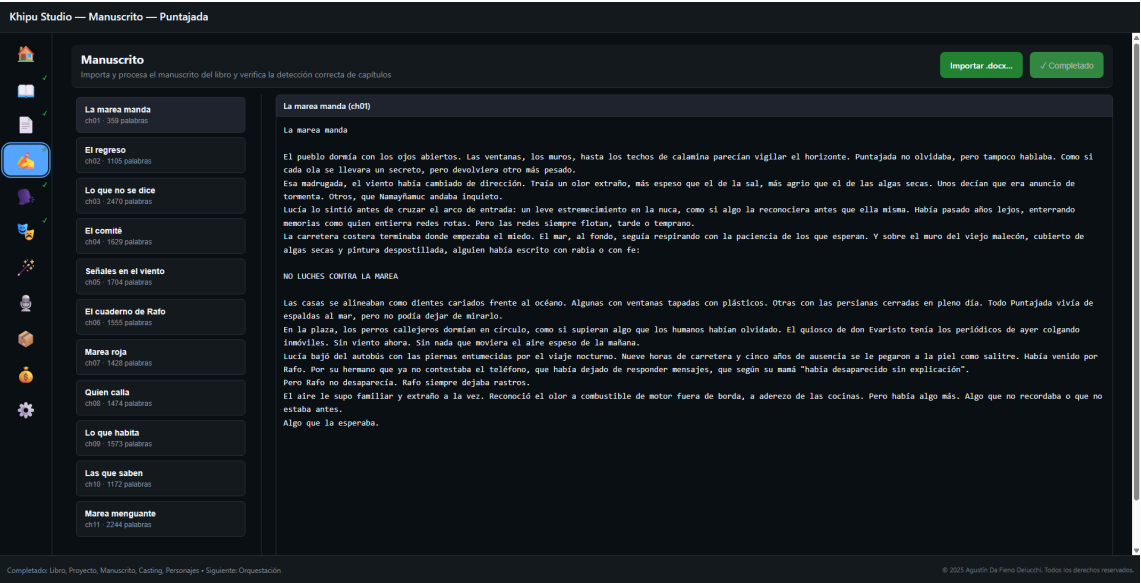 Khipu Studio — Manuscrito — Puntajada
Manuscrito
Importa y procesa el manuscrito del libro y verifica la detección correcta de capítulos
Importar .docx...
✓ Completado
La marea manda
ch01 · 359 palabras
El regreso
ch02 · 1105 palabras
Lo que no se dice
ch03 · 2470 palabras
El comité
ch04 · 1629 palabras
Señales en el viento
ch05 · 1704 palabras
El cuaderno de Rafo
ch06 · 1555 palabras
Marea roja
ch07 · 1428 palabras
Quien calla
ch08 · 1474 palabras
Lo que habita
ch09 · 1573 palabras
Las que saben
ch10 · 1172 palabras
Marea menguante
ch11 · 2244 palabras
La marea manda (ch01)
La marea manda
El pueblo dormía con los ojos abiertos. Las ventanas, los muros, hasta los techos de calamina parecían vigilar el horizonte. Puntajada no olvidaba, pero tampoco hablaba. Como si
cada ola se llevara un secreto, pero devolviera otro más pesado.
Esa madrugada, el viento había cambiado de dirección. Traía un olor extraño, más espeso que el de la sal, más agrio que el de las algas secas. Unos decían que era anuncio de
tormenta. Otros, que Namayñamuc andaba inquieto.
Lucía lo sintió antes de cruzar el arco de entrada: un leve estremecimiento en la nuca, como si algo la reconociera antes que ella misma. Había pasado años lejos, enterrando
memorias como quien entierra redes rotas. Pero las redes siempre flotan, tarde o temprano.
La carretera costera terminaba donde empezaba el miedo. El mar, al fondo, seguía respirando con la paciencia de los que esperan. Y sobre el muro del viejo malecón, cubierto de
algas secas y pintura despostillada, alguien había escrito con rabia o con fe:
NO LUCHES CONTRA LA MAREA
Las casas se alineaban como dientes cariados frente al océano. Algunas con ventanas tapadas con plásticos. Otras con las persianas cerradas en pleno día. Todo Puntajada vivía de
espaldas al mar, pero no podía dejar de mirarlo.
En la plaza, los perros callejeros dormían en círculo, como si supieran algo que los humanos habían olvidado. El quiosco de don Evaristo tenía los periódicos de ayer colgando
inmóviles. Sin viento ahora. Sin nada que moviera el aire espeso de la mañana.
Lucía bajó del autobús con las piernas entumecidas por el viaje nocturno. Nueve horas de carretera y cinco años de ausencia se le pegaron a la piel como salitre. Había venido por
Rafo. Por su hermano que ya no contestaba el teléfono, que había dejado de responder mensajes, que según su mamá "había desaparecido sin explicación".
Pero Rafo no desaparecía. Rafo siempre dejaba rastros.
El aire le supo familiar y extraño a la vez. Reconoció el olor a combustible de motor fuera de borda, a aderezo de las cocinas. Pero había algo más. Algo que no recordaba o que no
estaba antes.
Algo que la esperaba.
Completado: Libro, Proyecto, Manuscrito, Casting, Personajes • Siguiente: Orquestación
© 2025 Agustín Da Fieno Delucchi. Todos los derechos reservados.